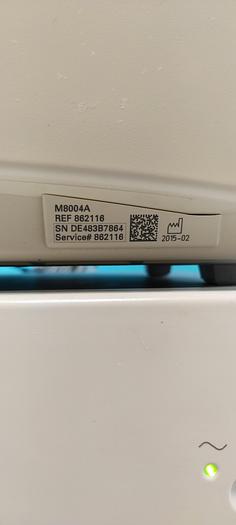 M8004A
REF 862116
SN DE483B7864
Service# 862116
2015-02